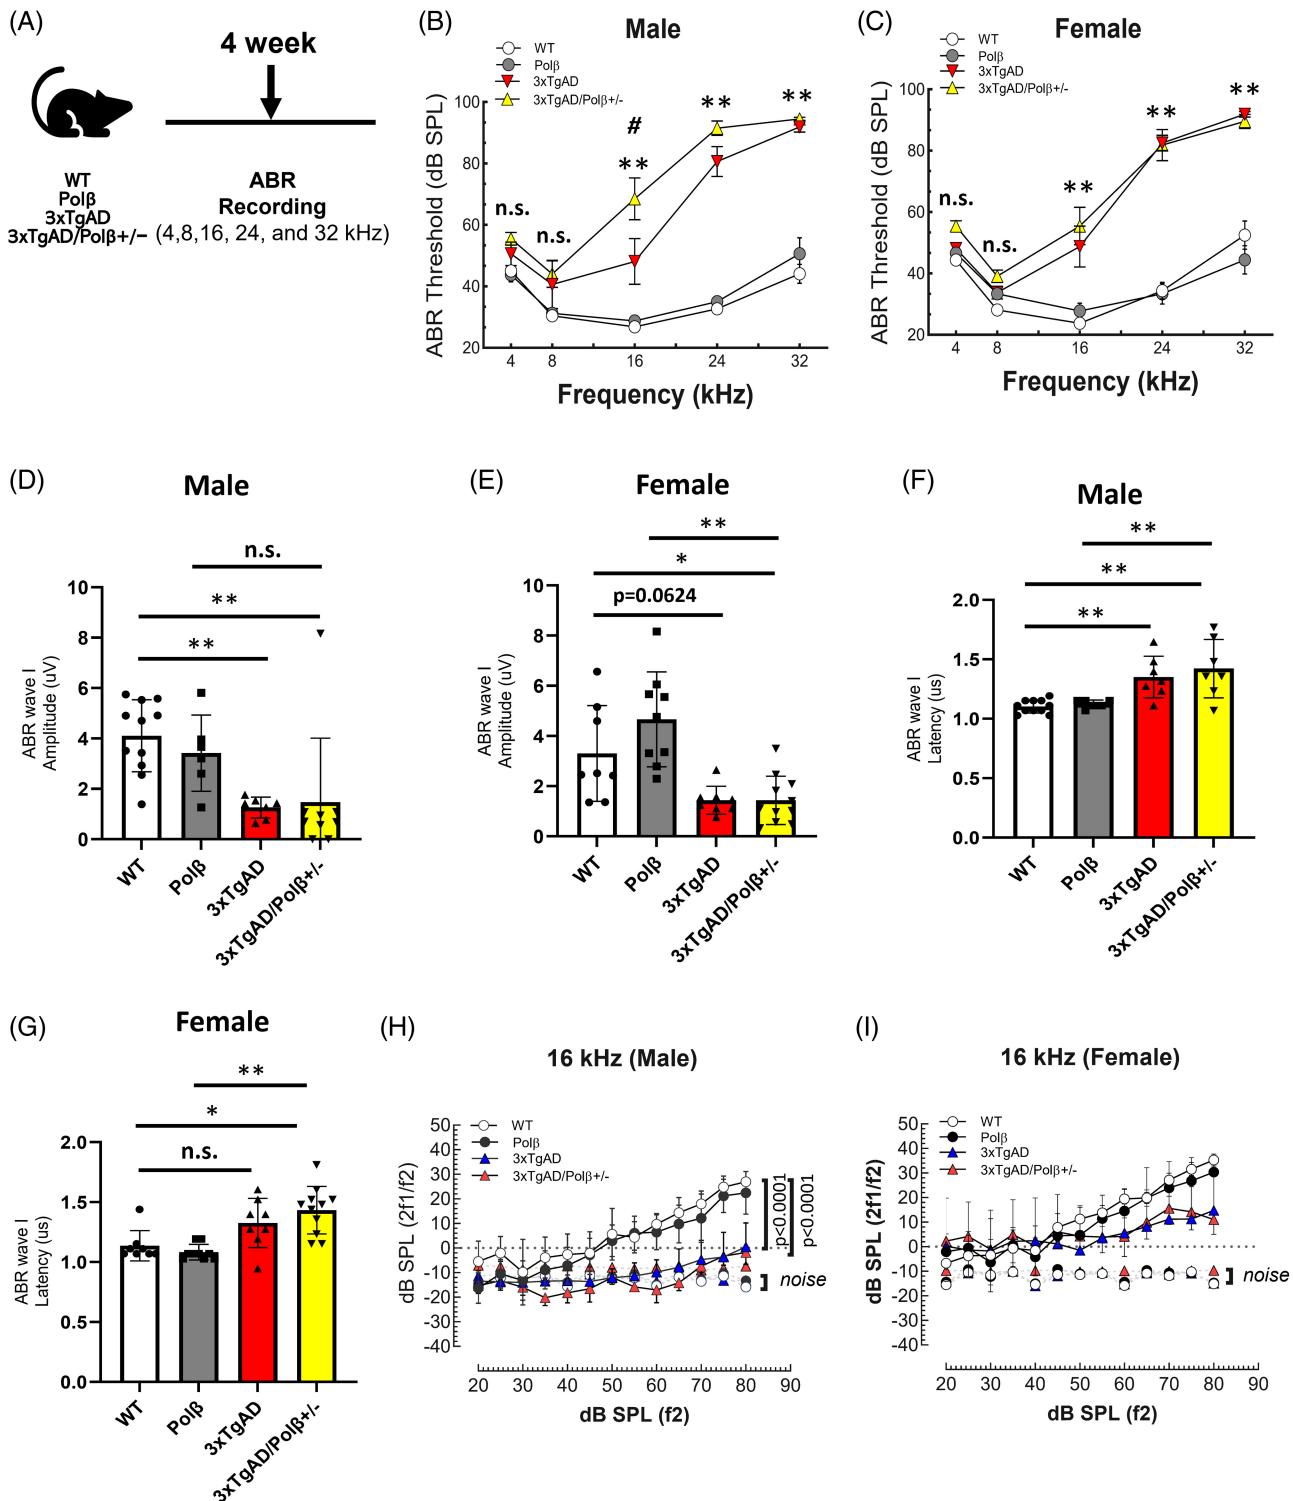 (A)
4 week
WT
Polβ
3xTgAD
3xTgAD/Polβ+/−
ABR
Recording
(4,8,16, 24, and 32 kHz)
(B)
Male
WT
Polβ
3xTgAD
3xTgAD/Polβ+/-
ABR Threshold (dB SPL)
100
80
60
40
20
n.s.
n.s.
#
**
**
**
4
8
16
24
32
Frequency (kHz)
(C)
Female
WT
Polβ
3xTgAD
3xTgAD/Polβ+/-
ABR Threshold (dB SPL)
100
80
60
40
20
n.s.
n.s.
**
**
**
4
8
16
24
32
Frequency (kHz)
(D)
Male
n.s.
**
**
ABR wave I
Amplitude (uV)
10
8
6
4
2
0
WT
Polβ
3xTgAD
3xTgAD/Polβ+/-
(E)
Female
**
*
p=0.0624
ABR wave I
Amplitude (uV)
10
8
6
4
2
0
WT
Polβ
3xTgAD
3xTgAD/Polβ+/-
(F)
Male
**
**
**
ABR wave I
Latency (us)
2.0
1.5
1.0
0.5
0.0
WT
Polβ
3xTgAD
3xTgAD/Polβ+/-
(G)
Female
**
*
n.s.
ABR wave I
Latency (us)
2.0
1.5
1.0
0.5
0.0
WT
Polβ
3xTgAD
3xTgAD/Polβ+/-
(H)
16 kHz (Male)
WT
Polβ
3xTgAD
3xTgAD/Polβ+/-
dB SPL (2f1/f2)
50
40
30
20
10
0
-10
-20
-30
-40
p<0.0001
p<0.0001
noise
20
30
40
50
60
70
80
90
dB SPL (f2)
(I)
16 kHz (Female)
WT
Polβ
3xTgAD
3xTgAD/Polβ+/-
dB SPL (2f1/f2)
50
40
30
20
10
0
-10
-20
-30
-40
noise
20
30
40
50
60
70
80
90
dB SPL (f2)